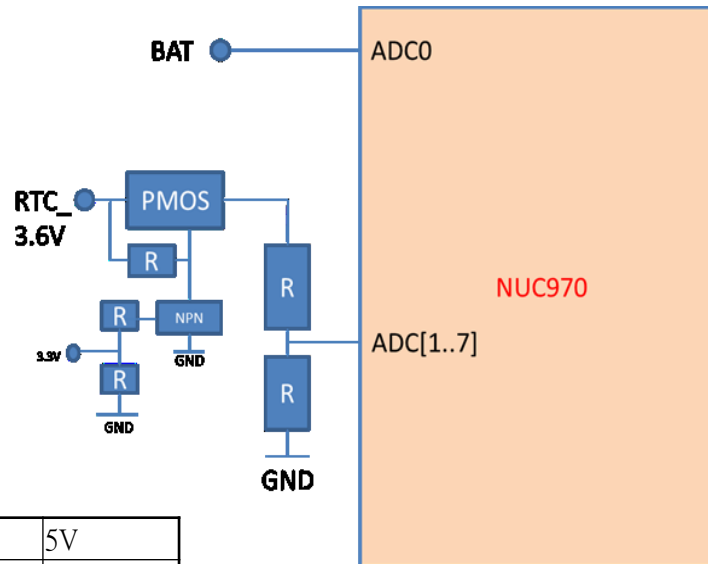 BAT
ADC0
RTC_
3.6V
PMOS
R
R
NPN
3.3V
GND
R
GND
R
NUC970
ADC[1..7]
R
GND
5V